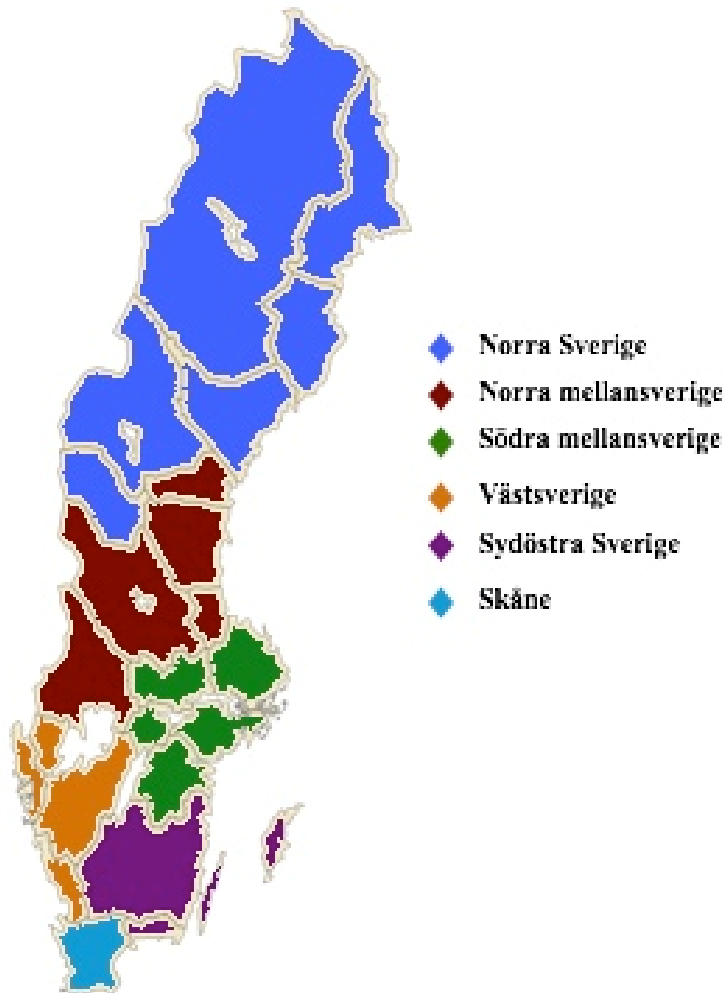 Norra Sverige
Norra mellansverige
Södra mellansverige
Västsverige
Sydöstra Sverige
Skåne